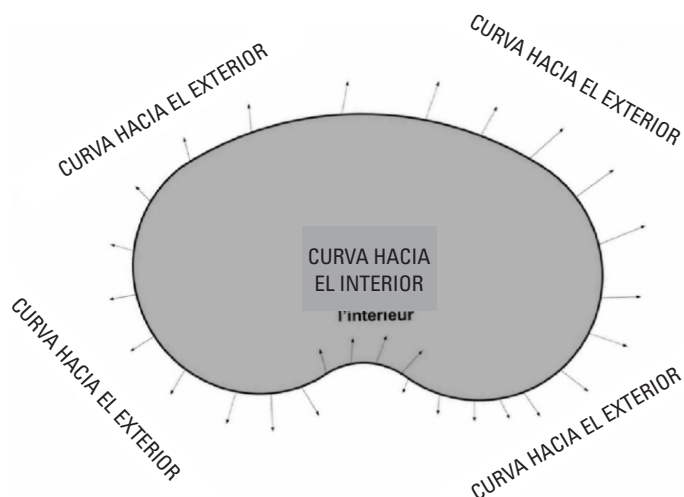 CURVA HACIA EL EXTERIOR
CURVA HACIA EL EXTERIOR
CURVA HACIA
EL INTERIOR
l'intérieur
CURVA HACIA EL EXTERIOR
CURVA HACIA EL EXTERIOR